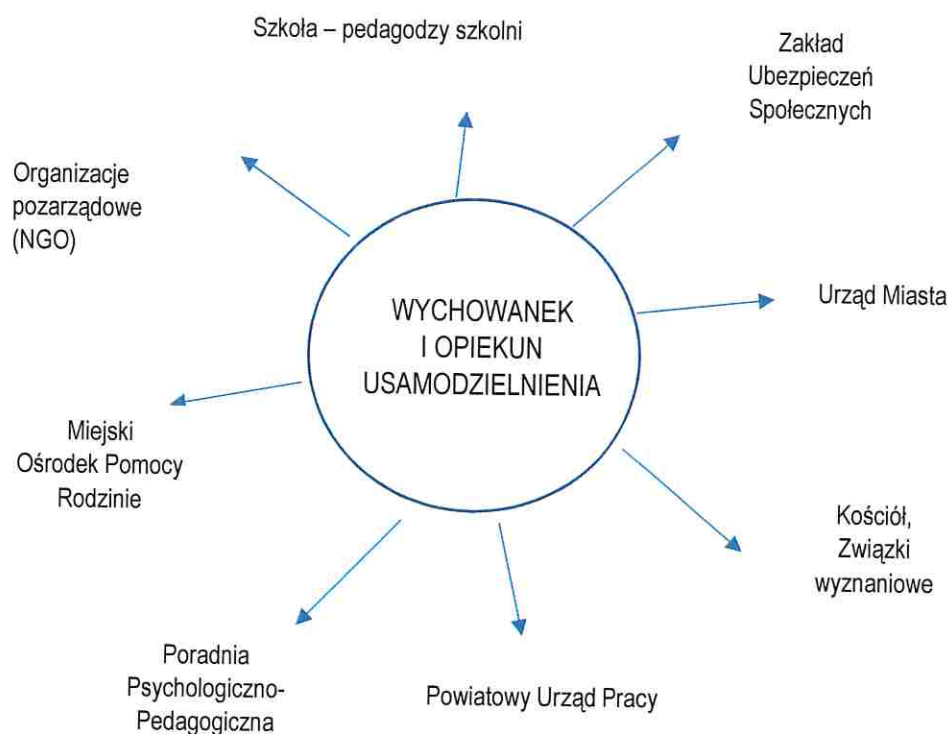 Szkoła – pedagodzy szkolni
Zakład
Ubezpieczeń
Społecznych
Organizacje
pozarządowe
(NGO)
WYCHOWANEK
I OPIEKUN
USAMODZIELNIENIA
Urząd Miasta
Miejski
Ośrodek Pomocy
Rodzinie
Kościół,
Związki
wyznaniowe
Poradnia
Psychologiczno-
Pedagogiczna
Powiatowy Urząd Pracy